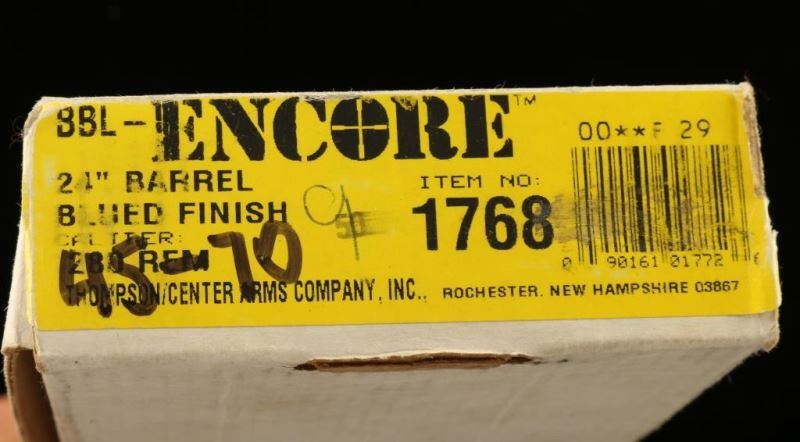 BBL-ENCORE™
00**F 29
24" BARREL
ITEM NO:
BLUED FINISH
1768
CALIBER:
280 REM
45-70
0 90161 01772 6
THOMPSON/CENTER ARMS COMPANY, INC., ROCHESTER, NEW HAMPSHIRE 03867